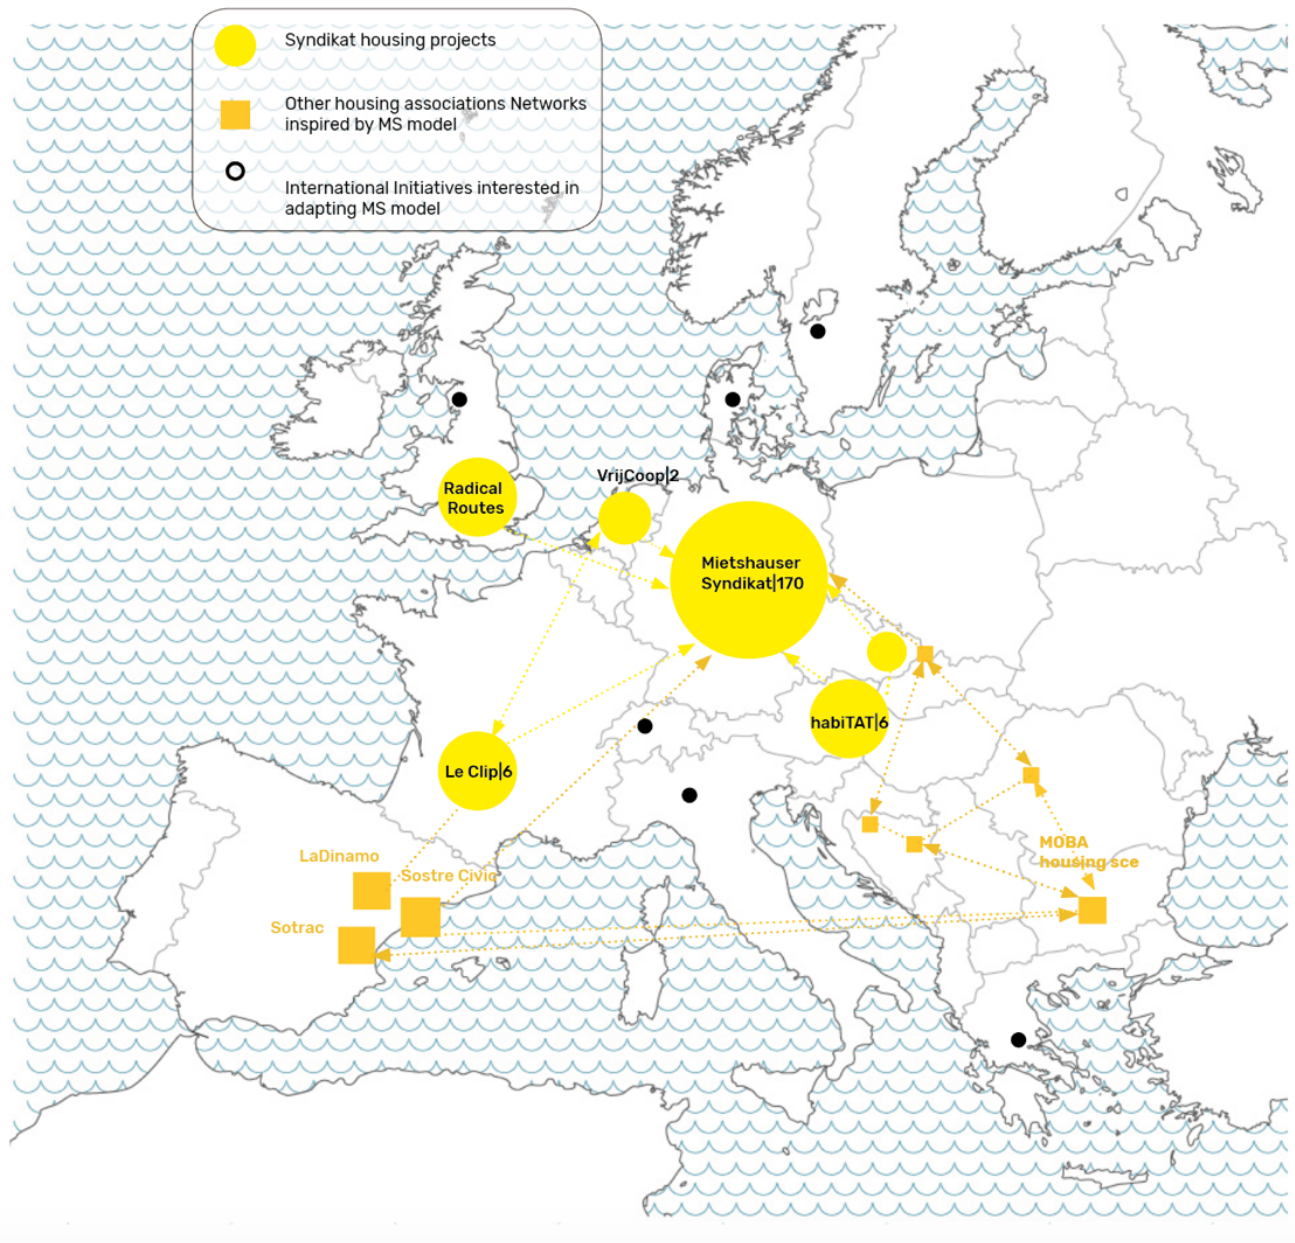 Syndikat housing projects
Other housing associations Networks
inspired by MS model
International Initiatives interested in
adapting MS model
VrijCoop|2
Radical
Routes
Mietshauser
Syndikat|170
habiTAT|6
Le Clip|6
MOBA
housing sce
LaDinamo
Sostre Civic
Sotrac